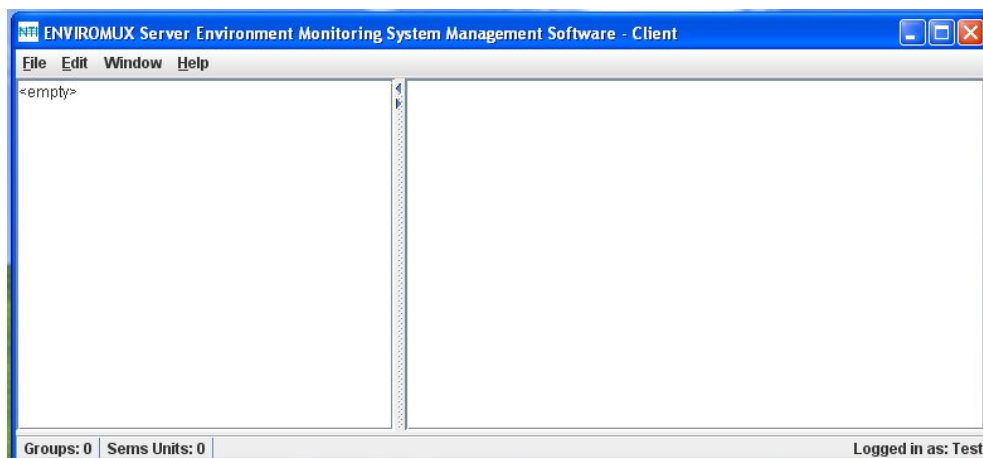 NTI ENVIROMUX Server Environment Monitoring System Management Software - Client
File Edit Window Help
<empty>
Groups: 0 Sems Units: 0 Logged in as: Test